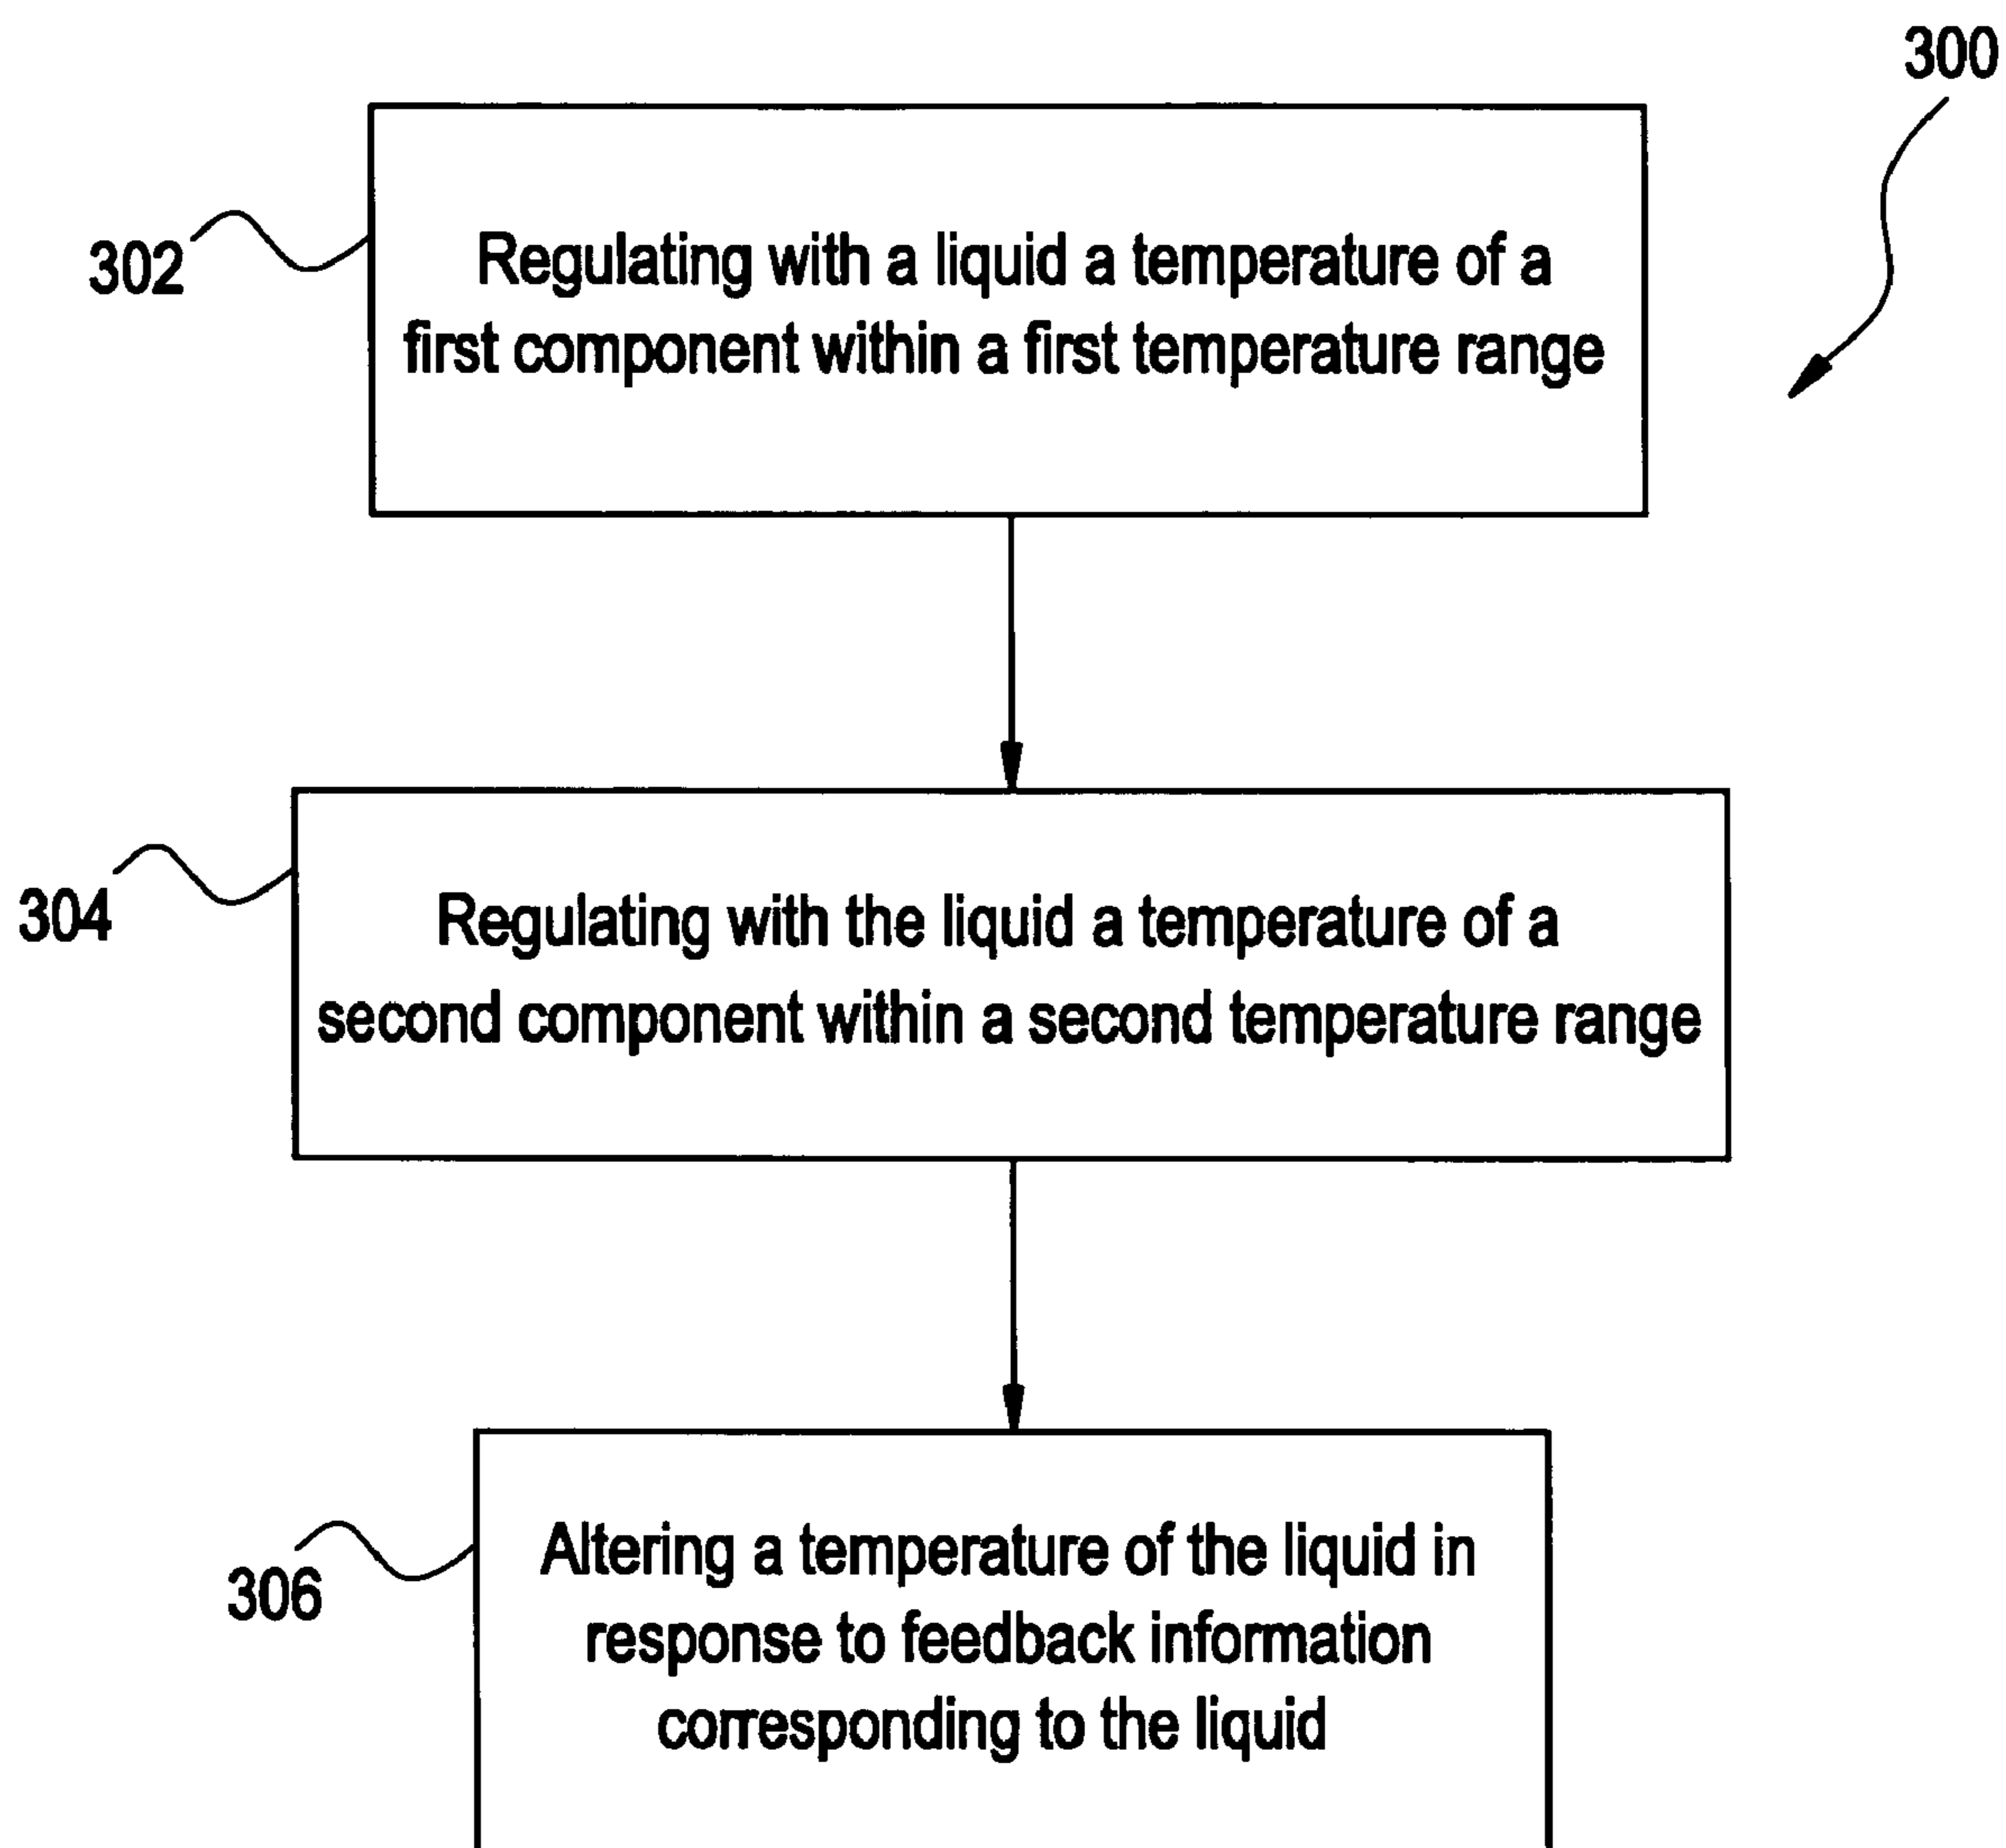 300
302
Regulating with a liquid a temperature of a
first component within a first temperature range
304
Regulating with the liquid a temperature of a
second component within a second temperature range
306
Altering a temperature of the liquid in
response to feedback information
corresponding to the liquid